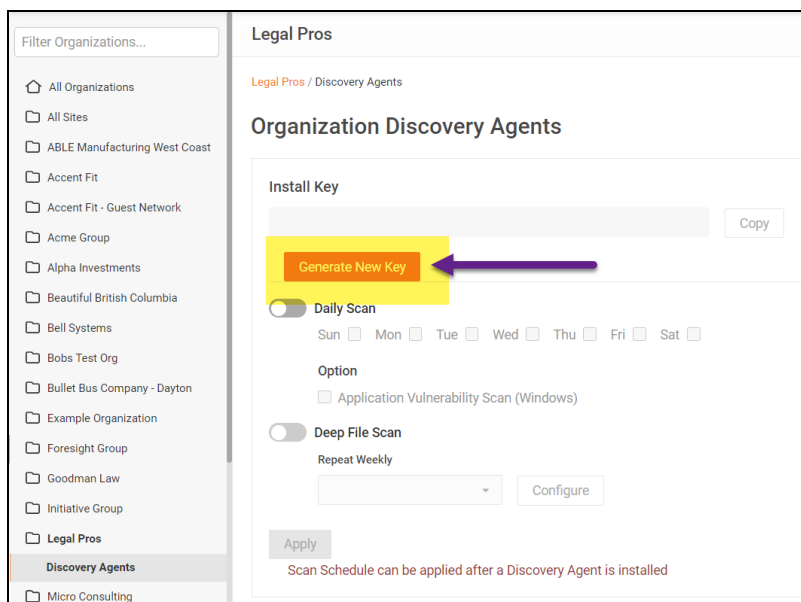 Filter Organizations...
All Organizations
All Sites
ABLE Manufacturing West Coast
Accent Fit
Accent Fit - Guest Network
Acme Group
Alpha Investments
Beautiful British Columbia
Bell Systems
Bobs Test Org
Bullet Bus Company - Dayton
Example Organization
Foresight Group
Goodman Law
Initiative Group
Legal Pros
Discovery Agents
Micro Consulting
Legal Pros
Legal Pros / Discovery Agents
Organization Discovery Agents
Install Key
Copy
Generate New Key
Daily Scan
Sun Mon Tue Wed Thu Fri Sat
Option
Application Vulnerability Scan (Windows)
Deep File Scan
Repeat Weekly
Configure
Apply
Scan Schedule can be applied after a Discovery Agent is installed